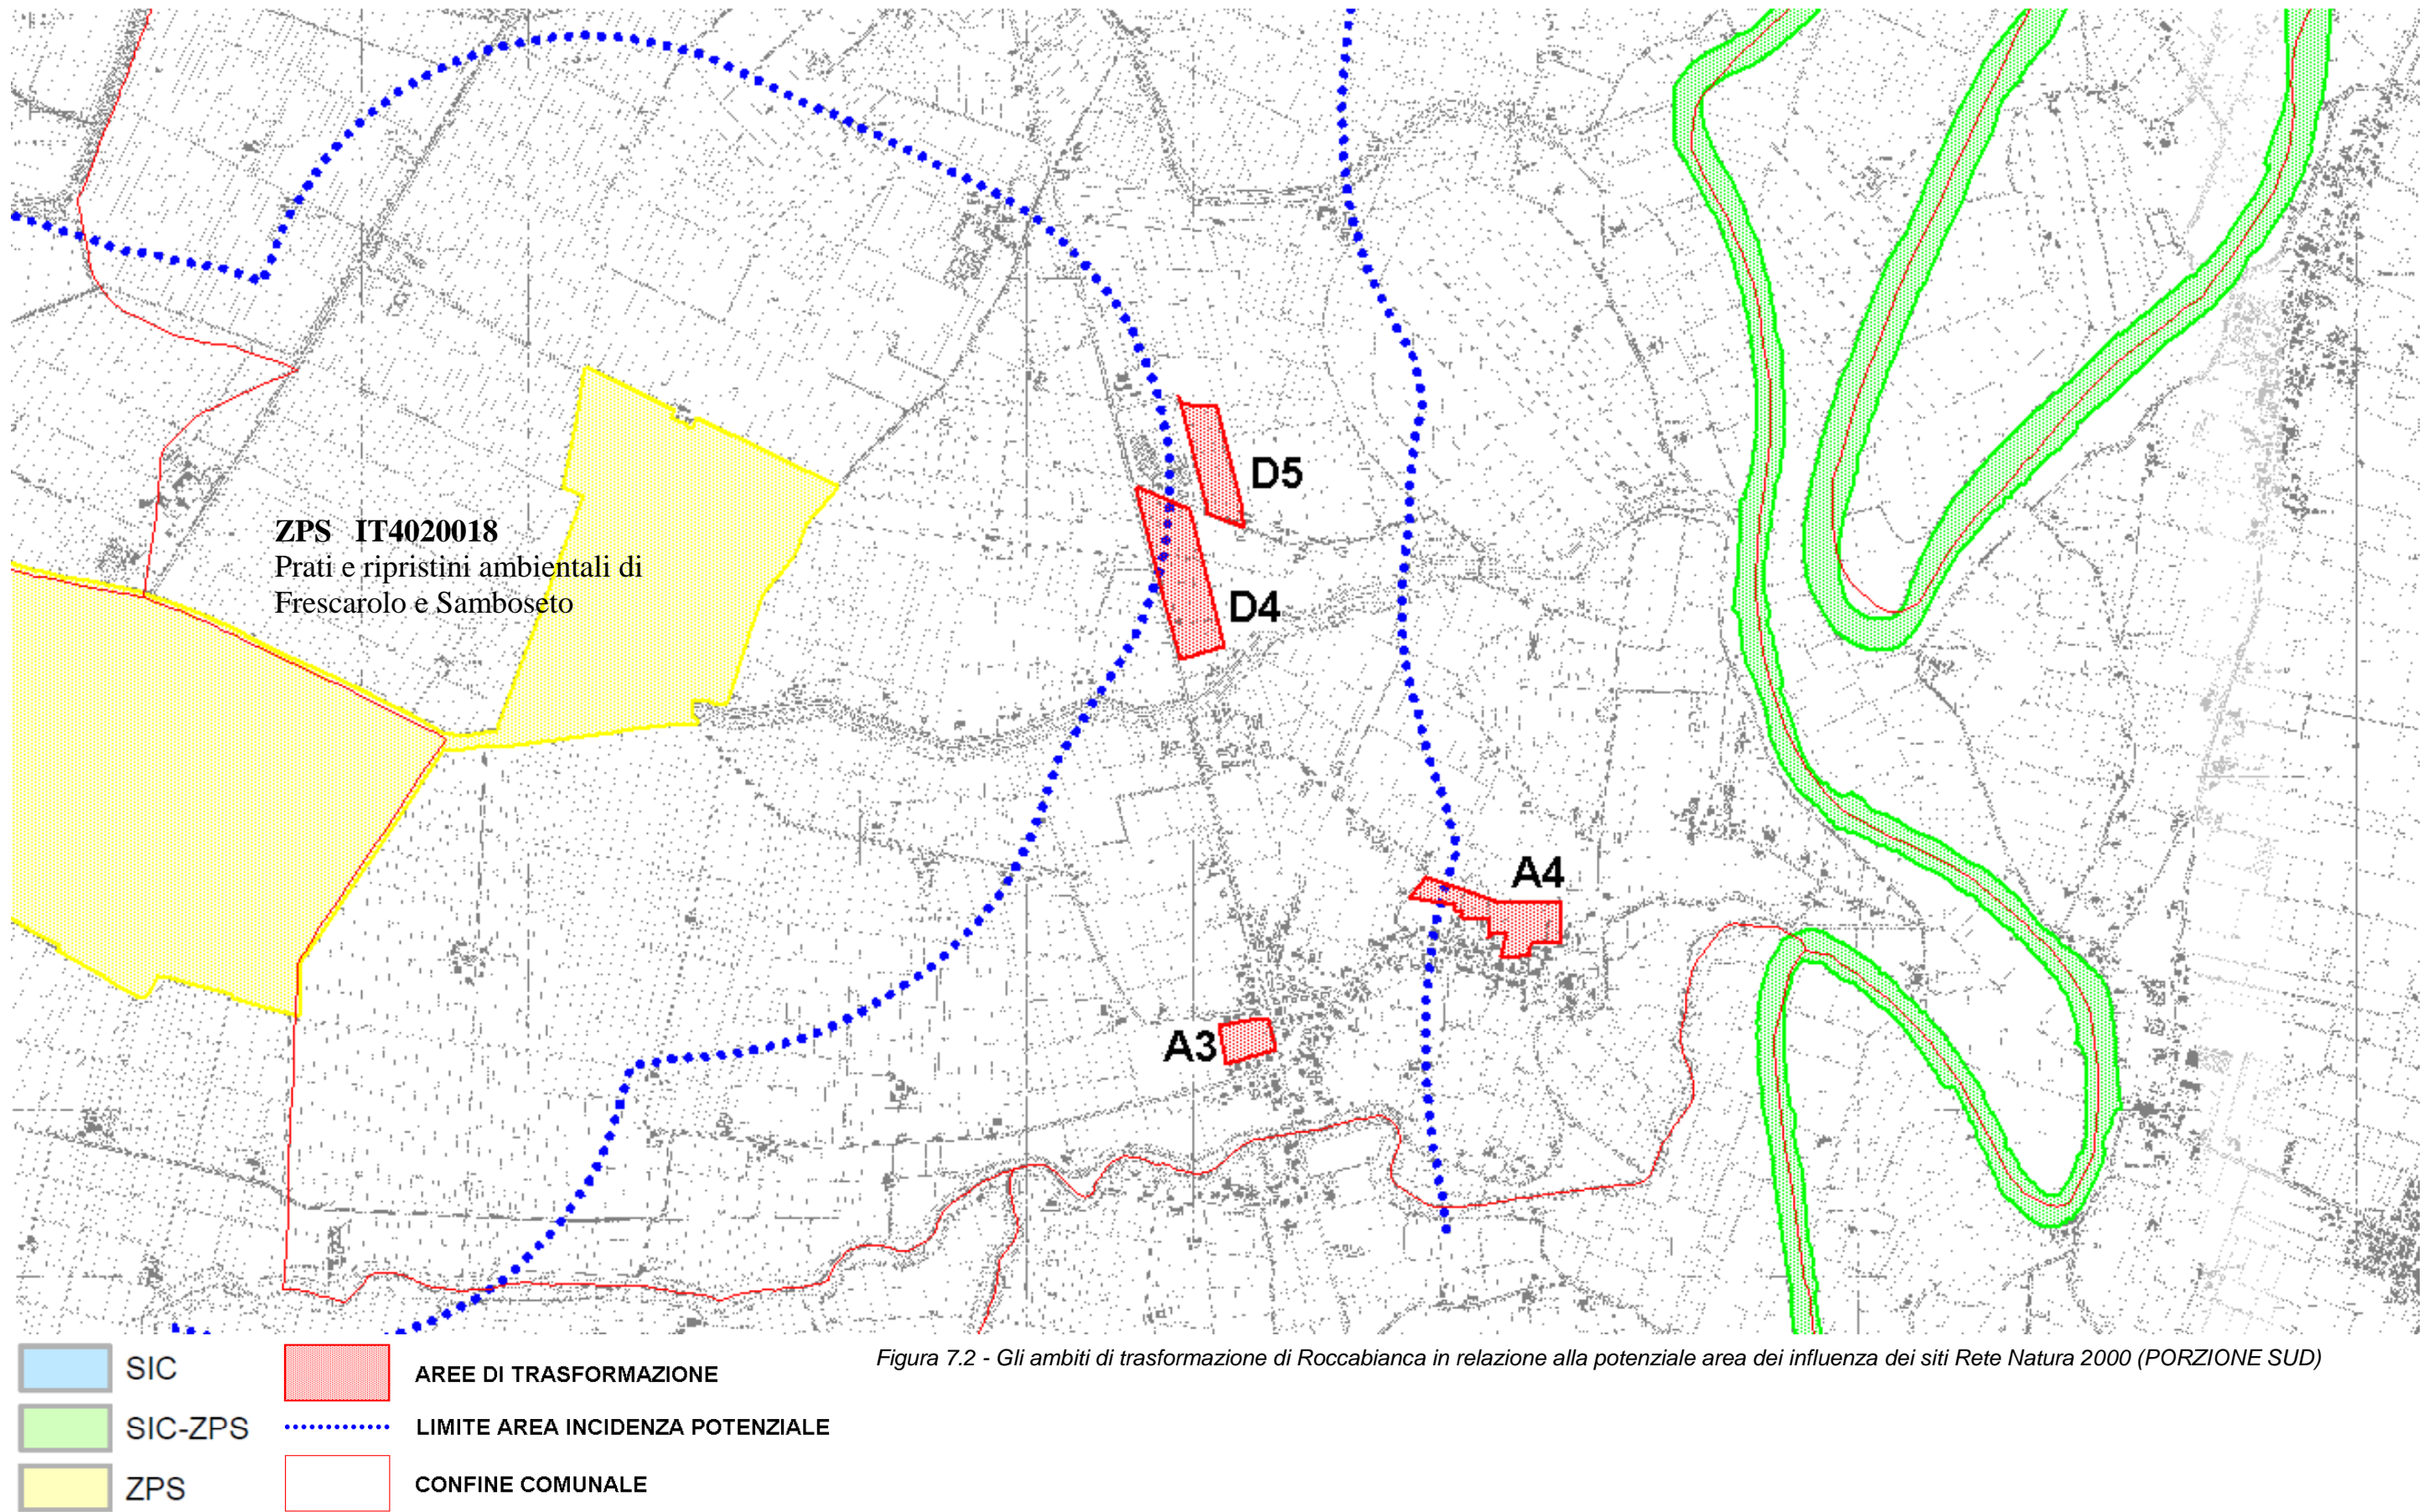 D5
ZPS IT4020018
Prati e ripristini ambientali di
Frescarolo e Samboseto
D4
A4
A3
Figura 7.2 - Gli ambiti di trasformazione di Roccabianca in relazione alla potenziale area dei influenza dei siti Rete Natura 2000 (PORZIONE SUD)
SIC
AREE DI TRASFORMAZIONE
SIC-ZPS
LIMITE AREA INCIDENZA POTENZIALE
ZPS
CONFINE COMUNALE